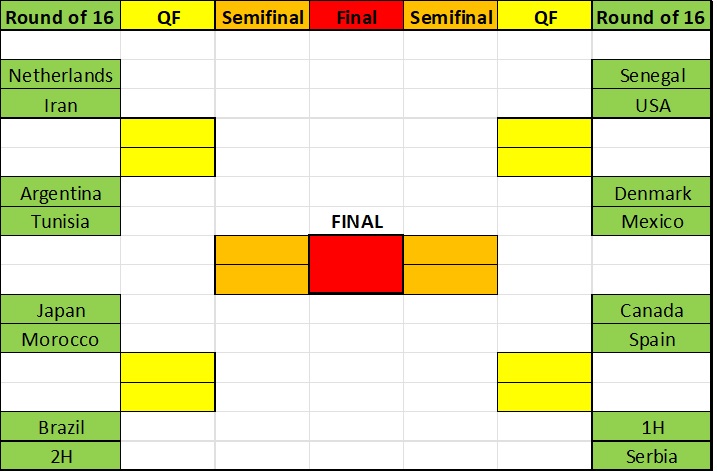 Round of 16 QF Semifinal Final Semifinal QF Round of 16
Netherlands Senegal
Iran USA
Argentina Denmark
Tunisia FINAL Mexico
Japan Canada
Morocco Spain
Brazil 1H
2H Serbia